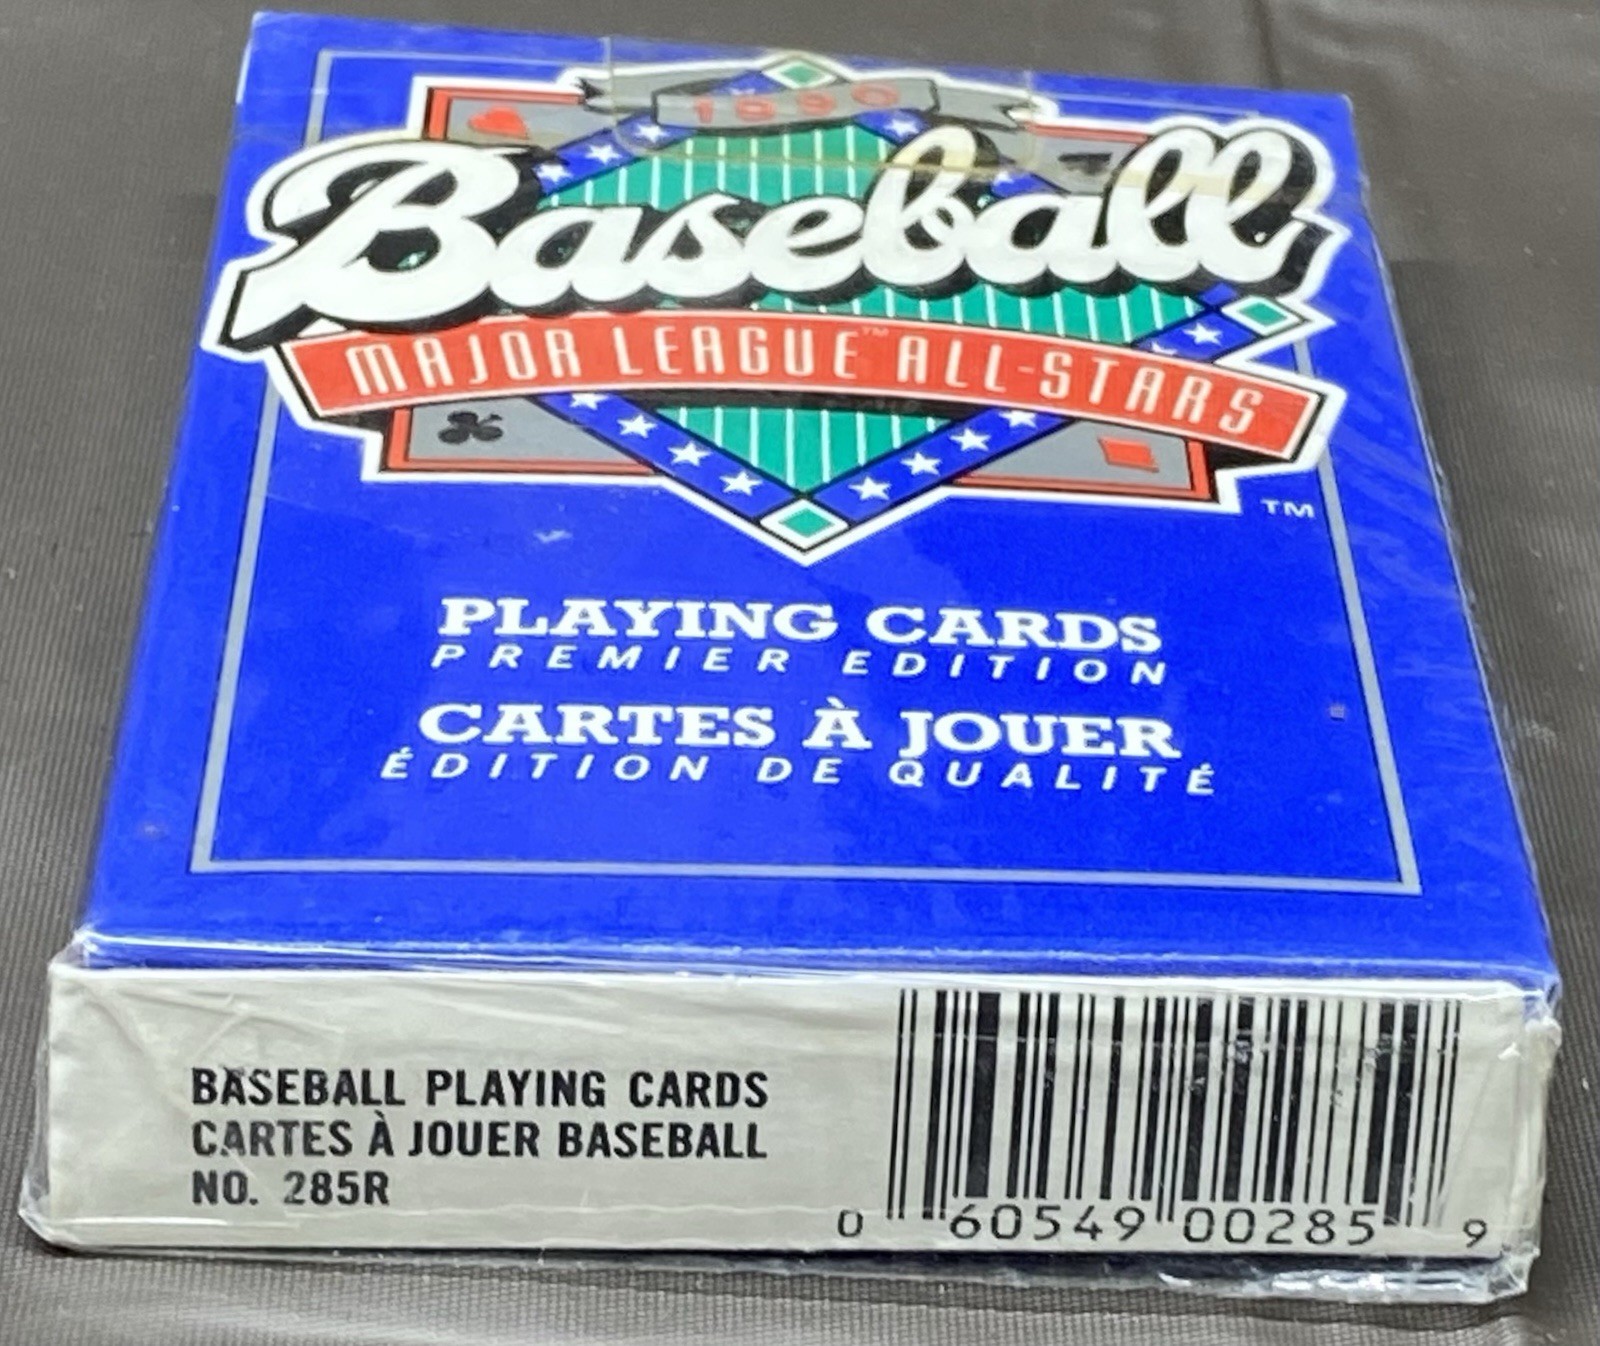 1990
Baseball
MAJOR LEAGUE™ ALL-STARS
TM
PLAYING CARDS
PREMIER EDITION
CARTES À JOUER
ÉDITION DE QUALITÉ
BASEBALL PLAYING CARDS
CARTES À JOUER BASEBALL
NO. 285R
0 60549 00285 9